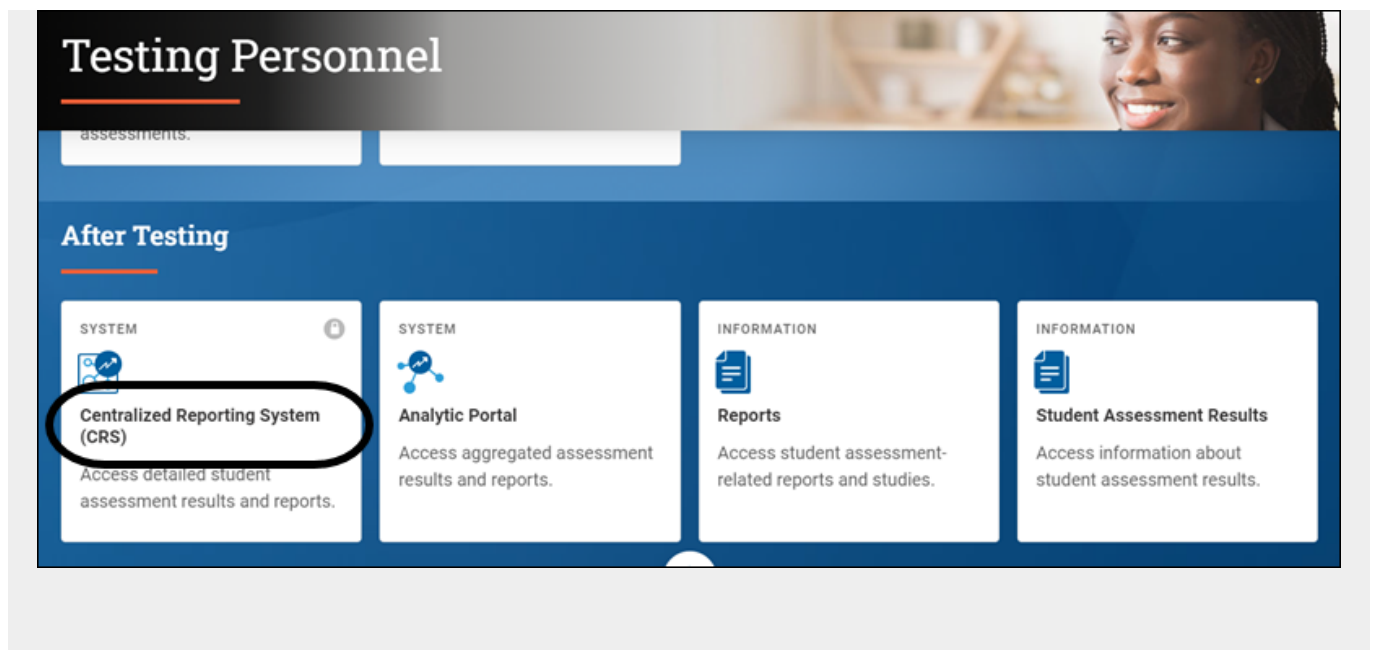 Testing Personnel
assessments.
After Testing
SYSTEM
Centralized Reporting System
(CRS)
Access detailed student
assessment results and reports.
SYSTEM
Analytic Portal
Access aggregated assessment
results and reports.
INFORMATION
Reports
Access student assessment-
related reports and studies.
INFORMATION
Student Assessment Results
Access information about
student assessment results.